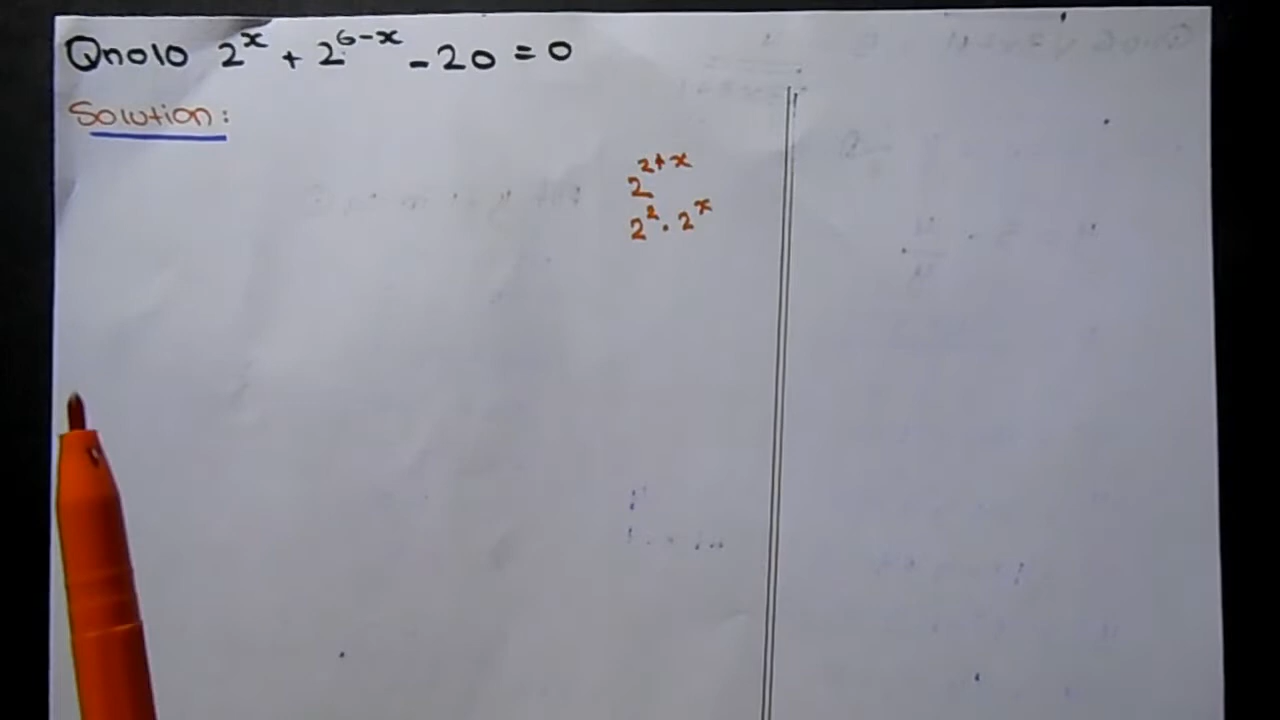 Qno10 2^x + 2^{6-x} - 20 = 0
Solution:
2^{2+x}
2^2 . 2^x